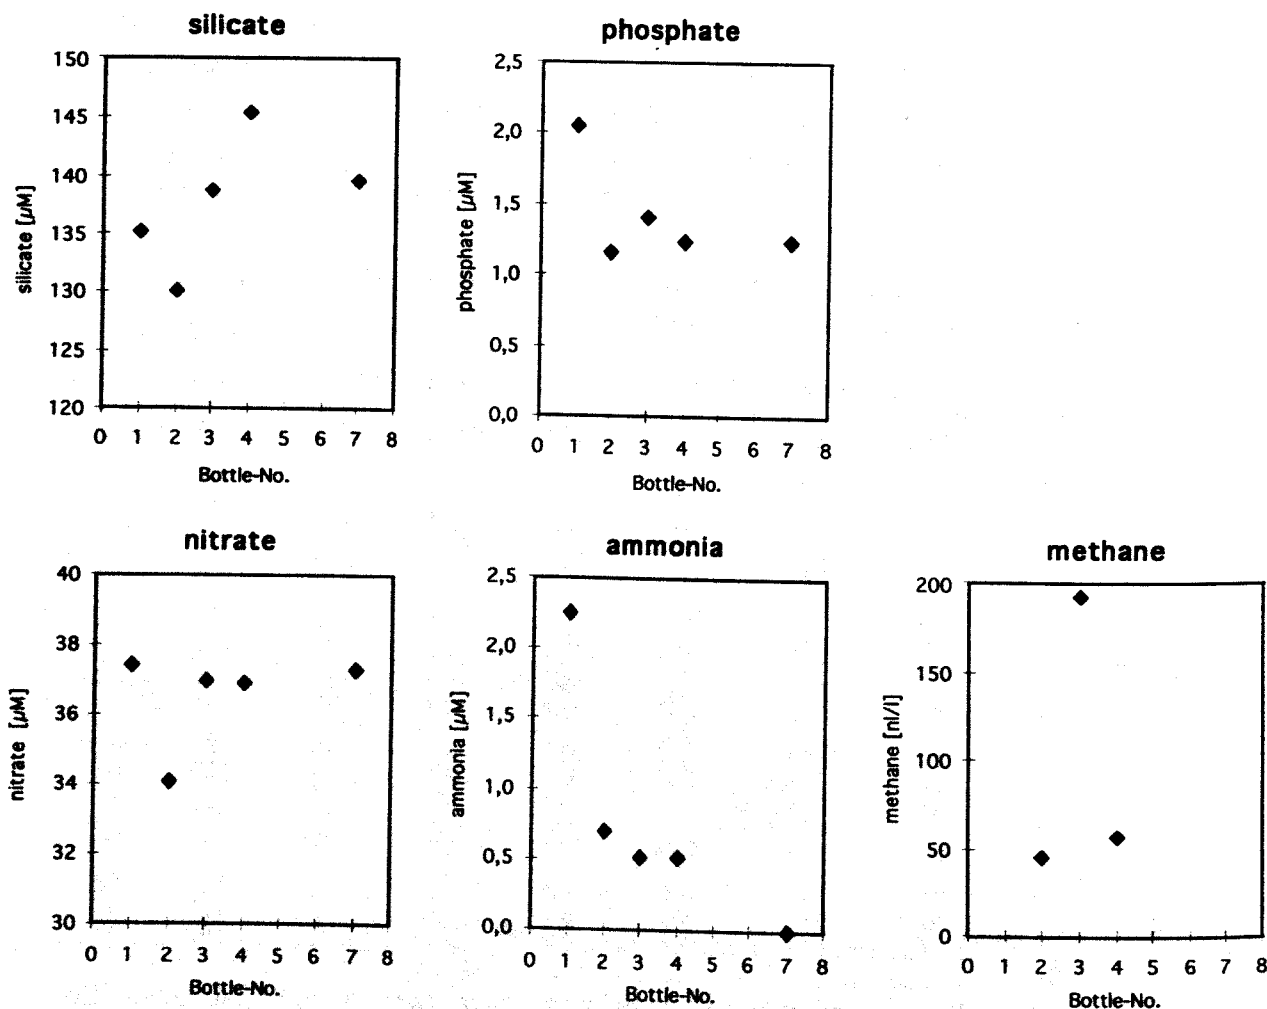 silicate
150
145
140
135
130
125
120
silicate [µM]
0 1 2 3 4 5 6 7 8
Bottle-No.
phosphate
2,5
2,0
1,5
1,0
0,5
0,0
phosphate [µM]
0 1 2 3 4 5 6 7 8
Bottle-No.
nitrate
40
38
36
34
32
30
nitrate [µM]
0 1 2 3 4 5 6 7 8
Bottle-No.
ammonia
2,5
2,0
1,5
1,0
0,5
0,0
ammonia [µM]
0 1 2 3 4 5 6 7 8
Bottle-No.
methane
200
150
100
50
0
methane [nl/l]
0 1 2 3 4 5 6 7 8
Bottle-No.